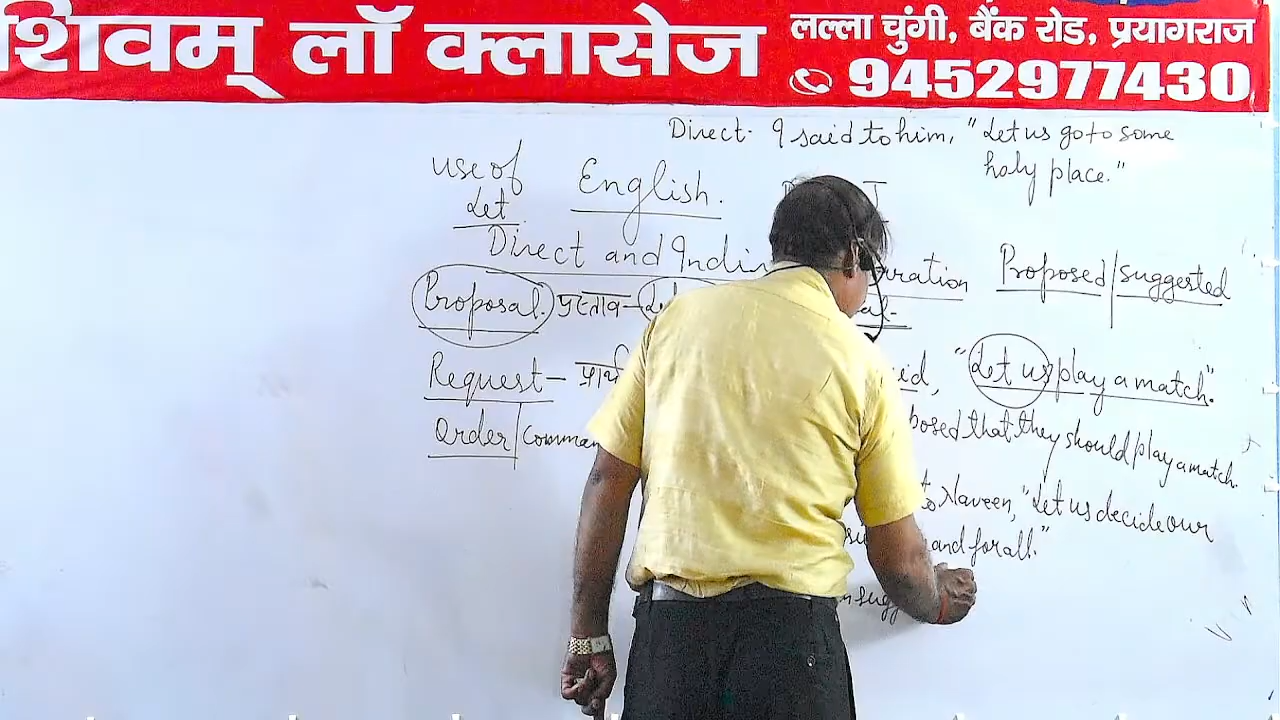 शिवम् लॉ क्लासेज
लल्ला चुंगी, बैंक रोड, प्रयागराज
9452977430
Direct- I said to him, "Let us go to some
holy place."
use of
Let
English.
Direct and Indir
Proposed/suggested
Proposal. प्रस्ताव-
Request-
"Let us play a match".
Order/comman
posed that they should play a match.
to Naveen, "Let us decide our
and for all."